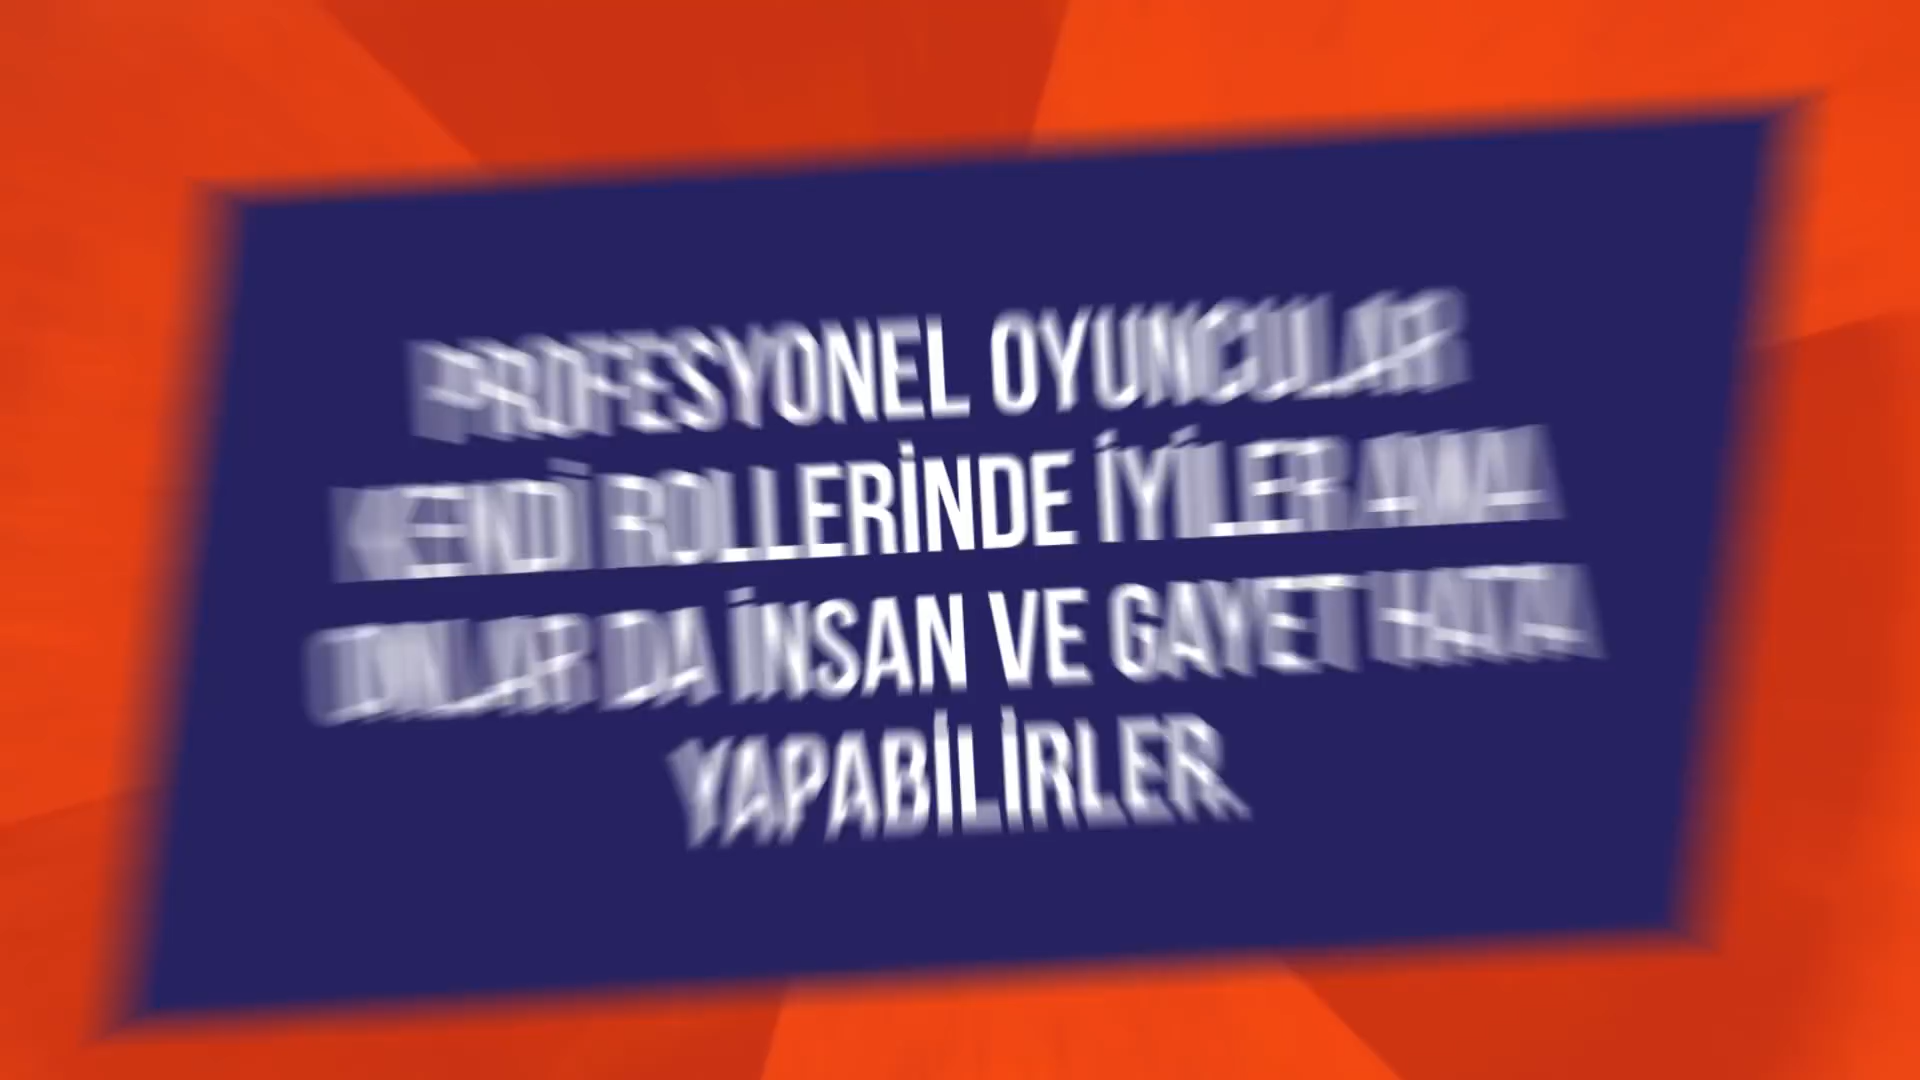 PROFESYONEL OYUNCULAR
KENDİ ROLLERİNDE İYİLER AMA
ONLAR DA İNSAN VE GAYET HATA
YAPABİLİRLER.